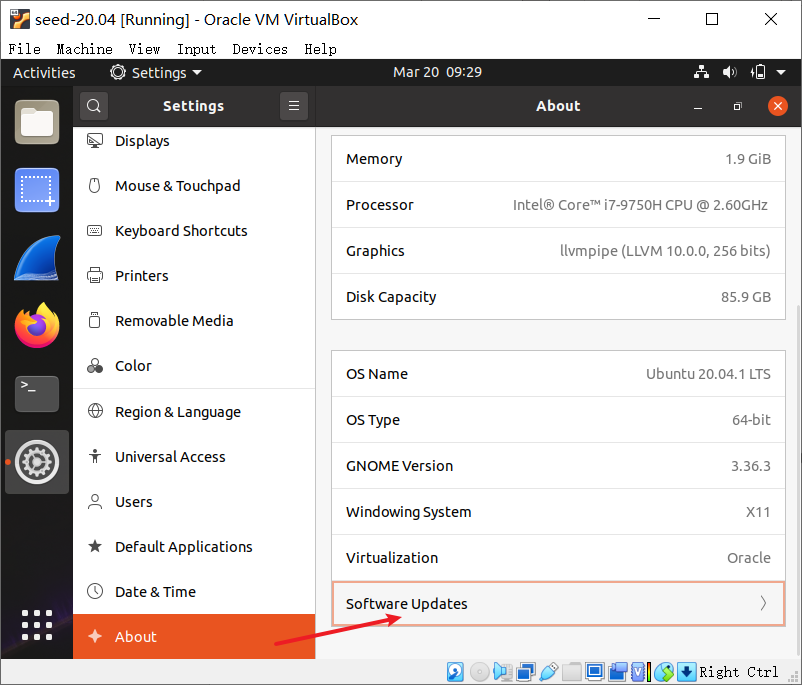 seed-20.04 [Running] - Oracle VM VirtualBox
File Machine View Input Devices Help
Activities Settings Mar 20 09:29
Settings
About
Displays
Mouse & Touchpad
Keyboard Shortcuts
Printers
Removable Media
Color
Region & Language
Universal Access
Users
Default Applications
Date & Time
About
Memory 1.9 GiB
Processor Intel® Core™ i7-9750H CPU @ 2.60GHz
Graphics llvmpipe (LLVM 10.0.0, 256 bits)
Disk Capacity 85.9 GB
OS Name Ubuntu 20.04.1 LTS
OS Type 64-bit
GNOME Version 3.36.3
Windowing System X11
Virtualization Oracle
Software Updates
Right Ctrl